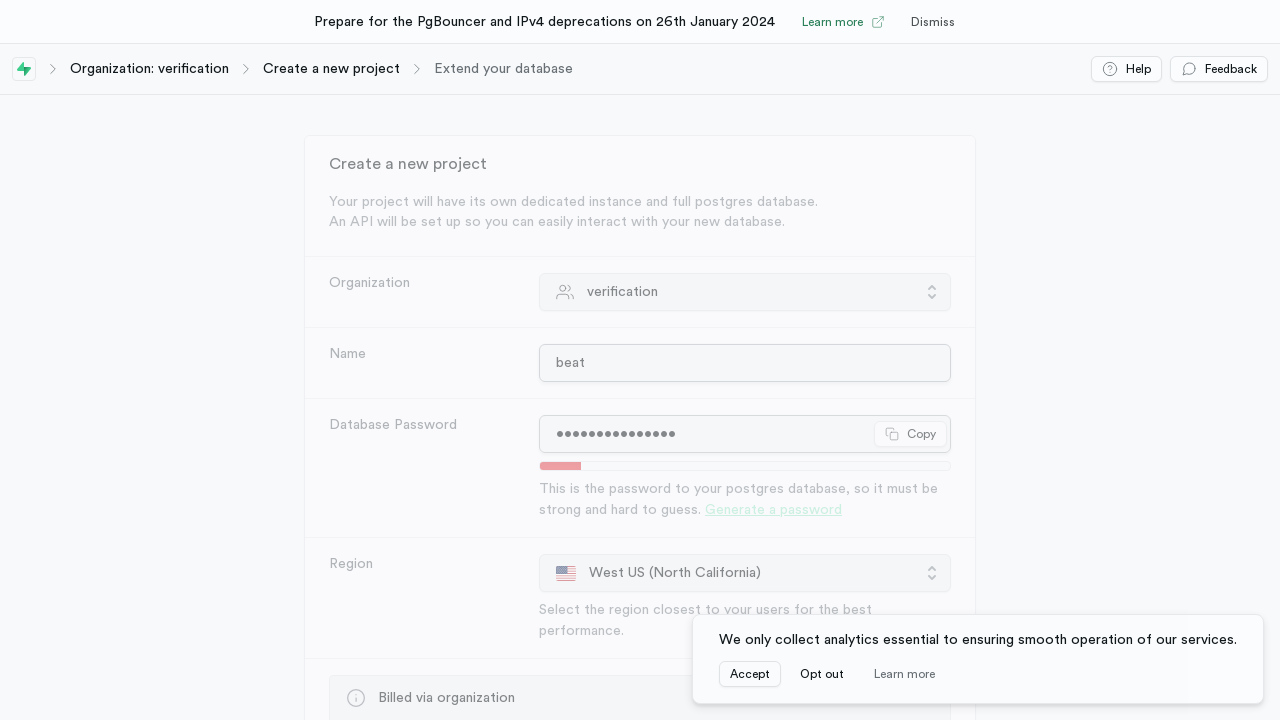 Prepare for the PgBouncer and IPv4 deprecations on 26th January 2024 Learn more Dismiss
Organization: verification Create a new project Extend your database Help Feedback
Create a new project
Your project will have its own dedicated instance and full postgres database.
An API will be set up so you can easily interact with your new database.
Organization verification
Name beat
Database Password ••••••••••••••• Copy
This is the password to your postgres database, so it must be
strong and hard to guess. Generate a password
Region West US (North California)
Select the region closest to your users for the best
performance.
We only collect analytics essential to ensuring smooth operation of our services.
Accept Opt out Learn more
Billed via organization